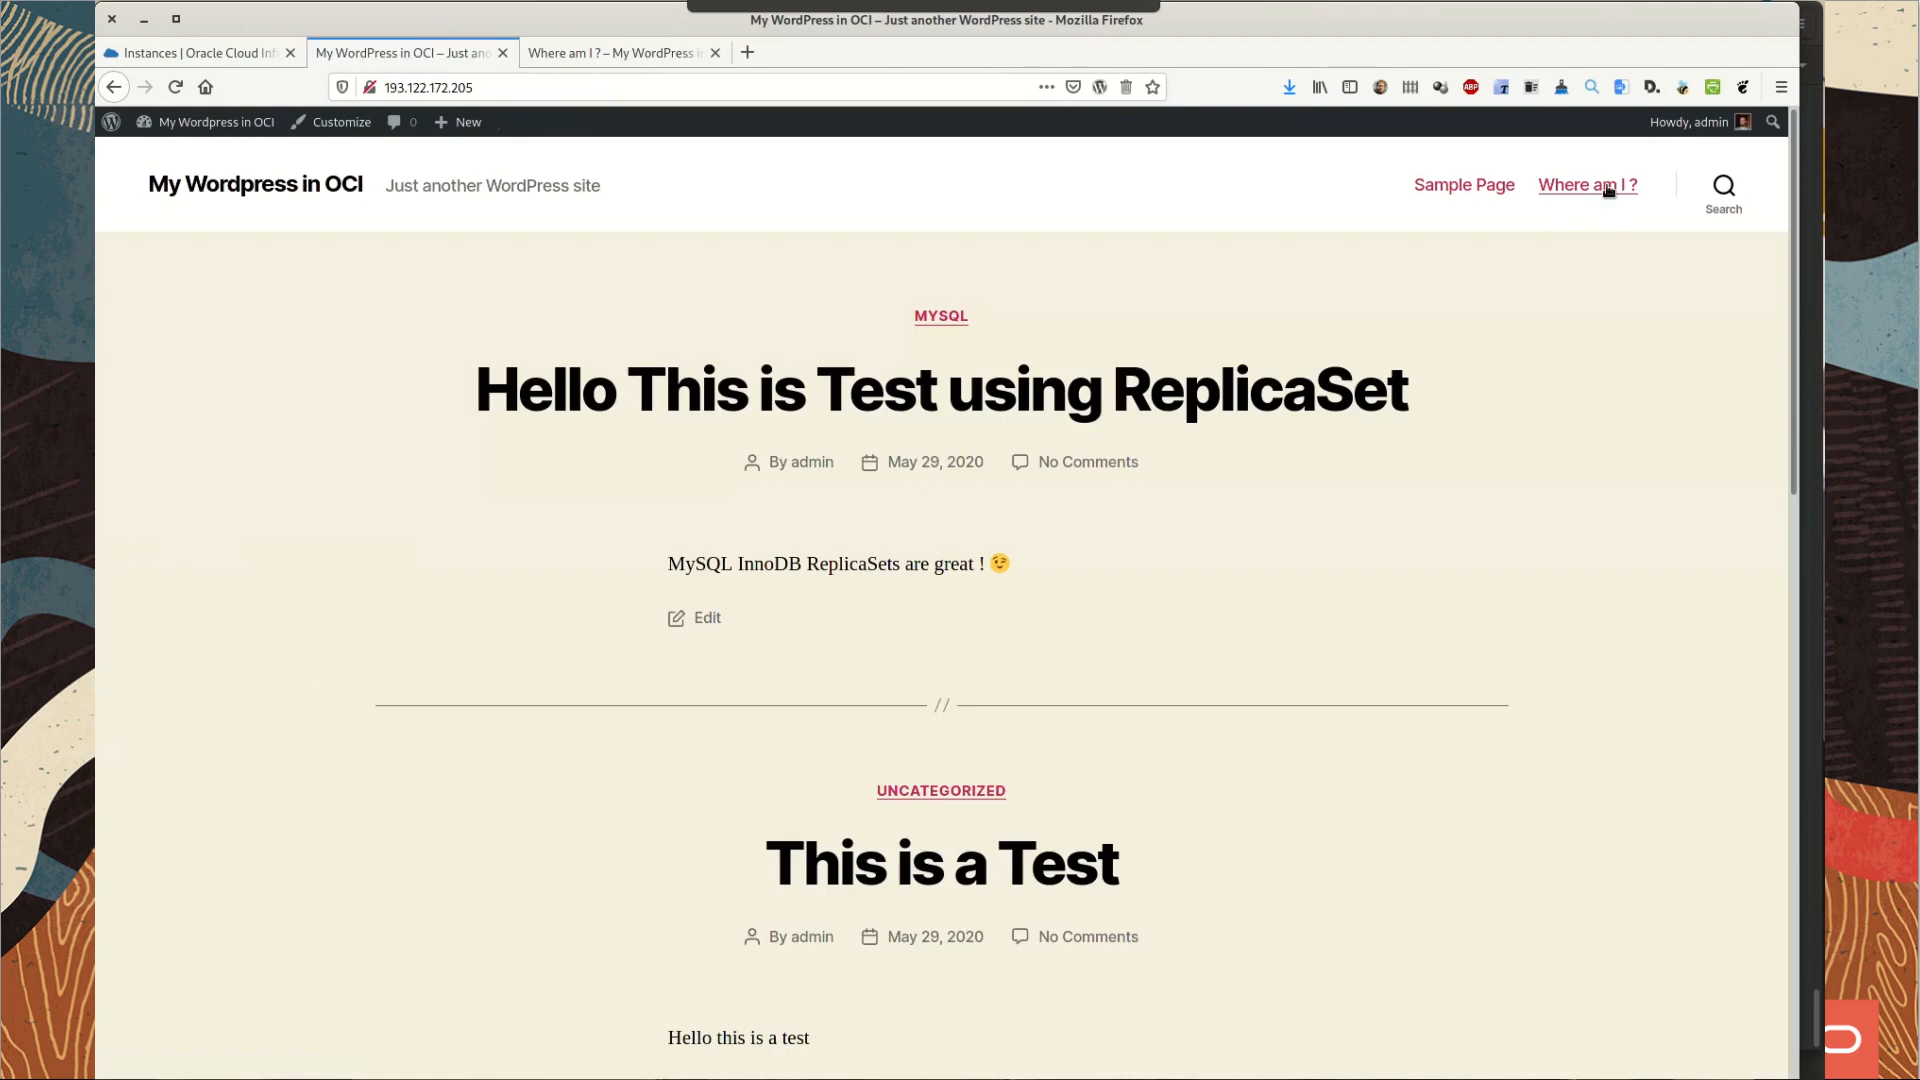 My WordPress in OCI – Just another WordPress site - Mozilla Firefox
Instances | Oracle Cloud Inf
My WordPress in OCI – Just ano
Where am I ? – My WordPress i
193.122.172.205
ABP
D.
My Wordpress in OCI
Customize
0
New
Howdy, admin
My Wordpress in OCI
Just another WordPress site
Sample Page
Where am I ?
Search
MYSQL
Hello This is Test using ReplicaSet
By admin
May 29, 2020
No Comments
MySQL InnoDB ReplicaSets are great ! 😉
Edit
//
UNCATEGORIZED
This is a Test
By admin
May 29, 2020
No Comments
Hello this is a test